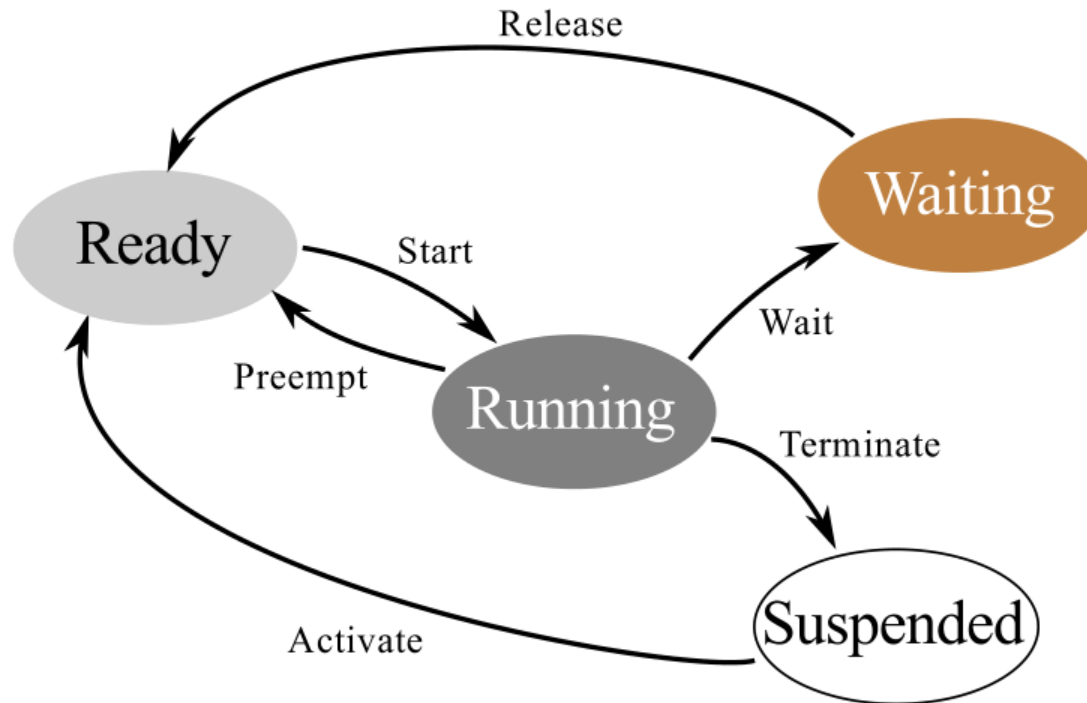 Release
Waiting
Ready
Start
Wait
Preempt
Running
Terminate
Suspended
Activate